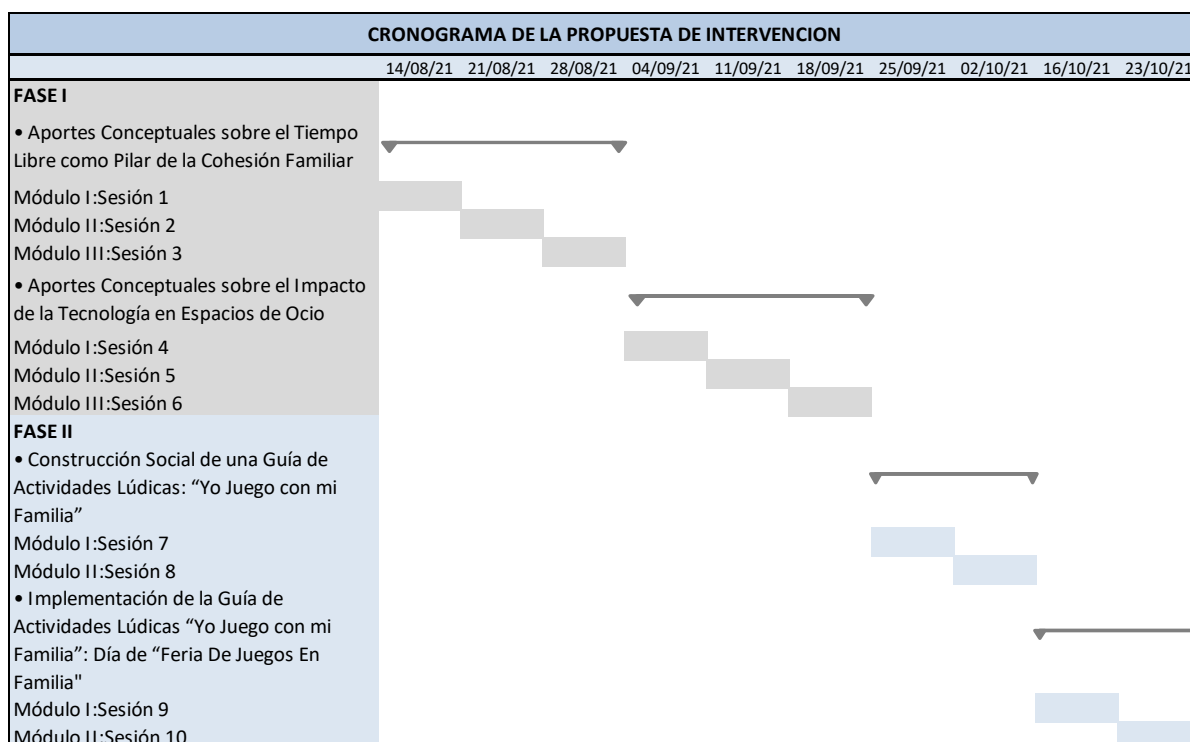 CRONOGRAMA DE LA PROPUESTA DE INTERVENCION
14/08/21 21/08/21 28/08/21 04/09/21 11/09/21 18/09/21 25/09/21 02/10/21 16/10/21 23/10/21
FASE I
• Aportes Conceptuales sobre el Tiempo
Libre como Pilar de la Cohesión Familiar
Módulo I:Sesión 1
Módulo II:Sesión 2
Módulo III:Sesión 3
• Aportes Conceptuales sobre el Impacto
de la Tecnología en Espacios de Ocio
Módulo I:Sesión 4
Módulo II:Sesión 5
Módulo III:Sesión 6
FASE II
• Construcción Social de una Guía de
Actividades Lúdicas: “Yo Juego con mi
Familia”
Módulo I:Sesión 7
Módulo II:Sesión 8
• Implementación de la Guía de
Actividades Lúdicas “Yo Juego con mi
Familia”: Día de “Feria De Juegos En
Familia"
Módulo I:Sesión 9
Módulo II:Sesión 10